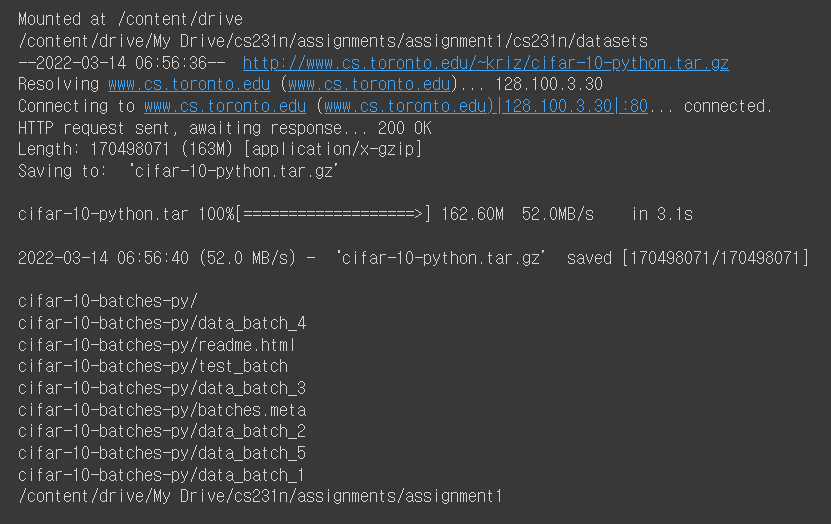 Mounted at /content/drive
/content/drive/My Drive/cs231n/assignments/assignment1/cs231n/datasets
--2022-03-14 06:56:36--  http://www.cs.toronto.edu/~kriz/cifar-10-python.tar.gz
Resolving www.cs.toronto.edu (www.cs.toronto.edu)... 128.100.3.30
Connecting to www.cs.toronto.edu (www.cs.toronto.edu)|128.100.3.30|:80... connected.
HTTP request sent, awaiting response... 200 OK
Length: 170498071 (163M) [application/x-gzip]
Saving to: ‘cifar-10-python.tar.gz’
cifar-10-python.tar 100%[===================>] 162.60M  52.0MB/s    in 3.1s
2022-03-14 06:56:40 (52.0 MB/s) - ‘cifar-10-python.tar.gz’ saved [170498071/170498071]
cifar-10-batches-py/
cifar-10-batches-py/data_batch_4
cifar-10-batches-py/readme.html
cifar-10-batches-py/test_batch
cifar-10-batches-py/data_batch_3
cifar-10-batches-py/batches.meta
cifar-10-batches-py/data_batch_2
cifar-10-batches-py/data_batch_5
cifar-10-batches-py/data_batch_1
/content/drive/My Drive/cs231n/assignments/assignment1